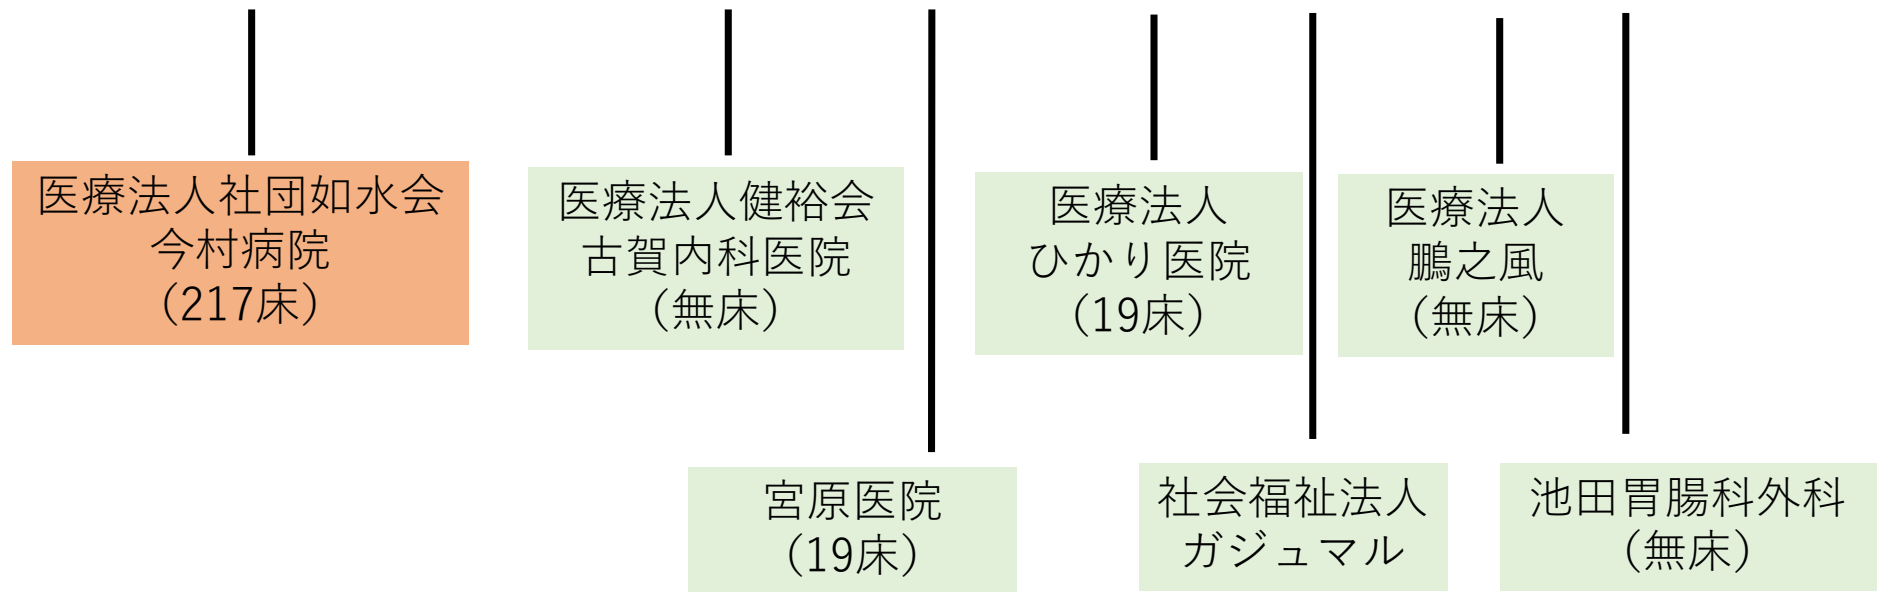 医療法人社団如水会
今村病院
（217床）
医療法人健裕会
古賀内科医院
（無床）
医療法人
ひかり医院
（19床）
医療法人
鵬之風
（無床）
宮原医院
（19床）
社会福祉法人
ガジュマル
池田胃腸科外科
（無床）